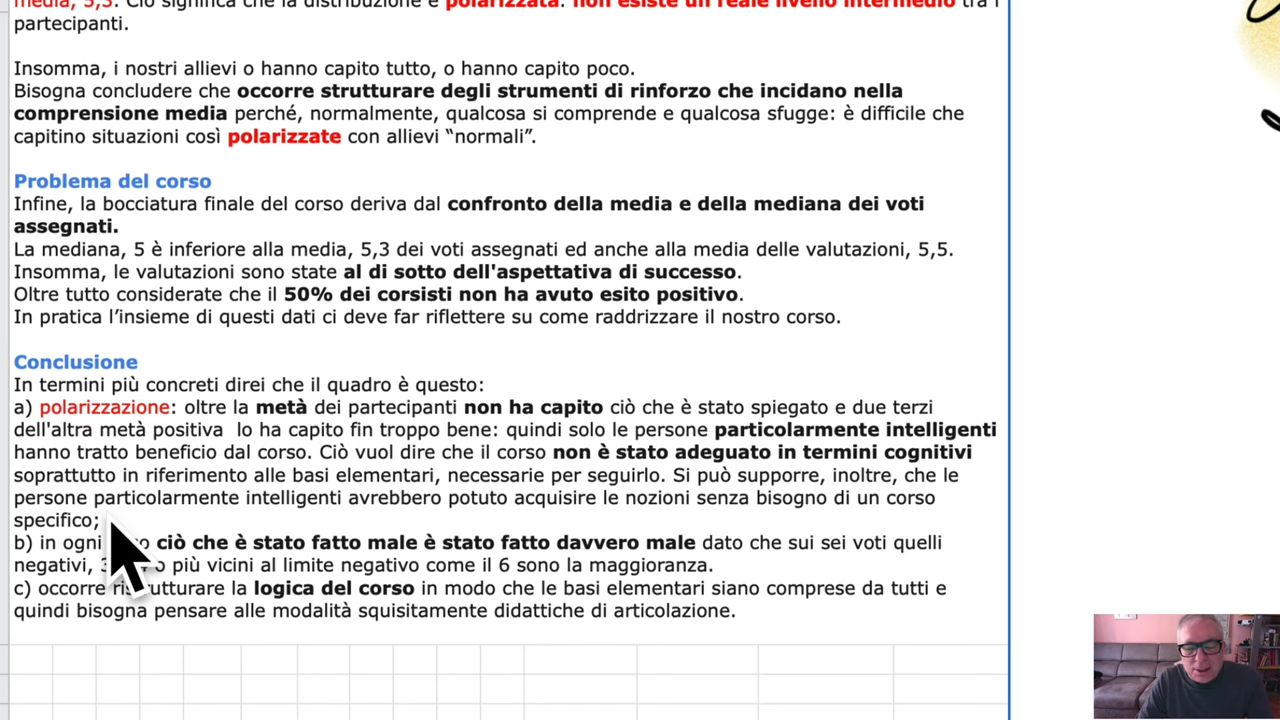 media, 5,3. Ciò significa che la distribuzione è polarizzata: non esiste un reale livello intermedio tra i
partecipanti.
Insomma, i nostri allievi o hanno capito tutto, o hanno capito poco.
Bisogna concludere che occorre strutturare degli strumenti di rinforzo che incidano nella
comprensione media perché, normalmente, qualcosa si comprende e qualcosa sfugge: è difficile che
capitino situazioni così polarizzate con allievi “normali”.
Problema del corso
Infine, la bocciatura finale del corso deriva dal confronto della media e della mediana dei voti
assegnati.
La mediana, 5 è inferiore alla media, 5,3 dei voti assegnati ed anche alla media delle valutazioni, 5,5.
Insomma, le valutazioni sono state al di sotto dell'aspettativa di successo.
Oltre tutto considerate che il 50% dei corsisti non ha avuto esito positivo.
In pratica l’insieme di questi dati ci deve far riflettere su come raddrizzare il nostro corso.
Conclusione
In termini più concreti direi che il quadro è questo:
a) polarizzazione: oltre la metà dei partecipanti non ha capito ciò che è stato spiegato e due terzi
dell'altra metà positiva lo ha capito fin troppo bene: quindi solo le persone particolarmente intelligenti
hanno tratto beneficio dal corso. Ciò vuol dire che il corso non è stato adeguato in termini cognitivi
soprattutto in riferimento alle basi elementari, necessarie per seguirlo. Si può supporre, inoltre, che le
persone particolarmente intelligenti avrebbero potuto acquisire le nozioni senza bisogno di un corso
specifico;
b) in ogni ciò che è stato fatto male è stato fatto davvero male dato che sui sei voti quelli
negativi, o più vicini al limite negativo come il 6 sono la maggioranza.
c) occorre ristrutturare la logica del corso in modo che le basi elementari siano comprese da tutti e
quindi bisogna pensare alle modalità squisitamente didattiche di articolazione.